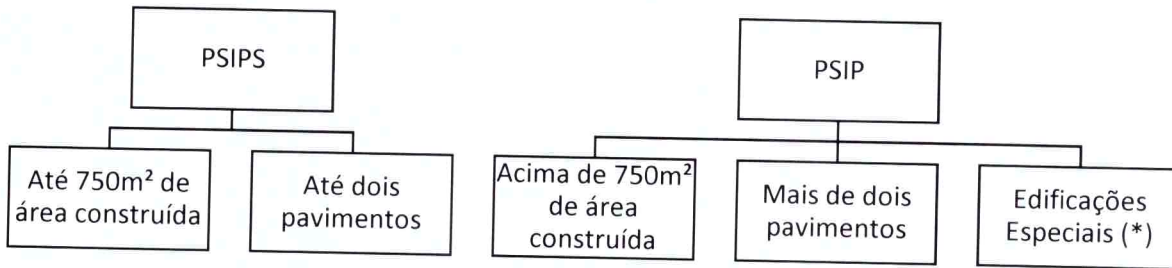 PSIPS
PSIP
Até 750m² de
área construída
Até dois
pavimentos
Acima de 750m²
de área
construída
Mais de dois
pavimentos
Edificações
Especiais (*)